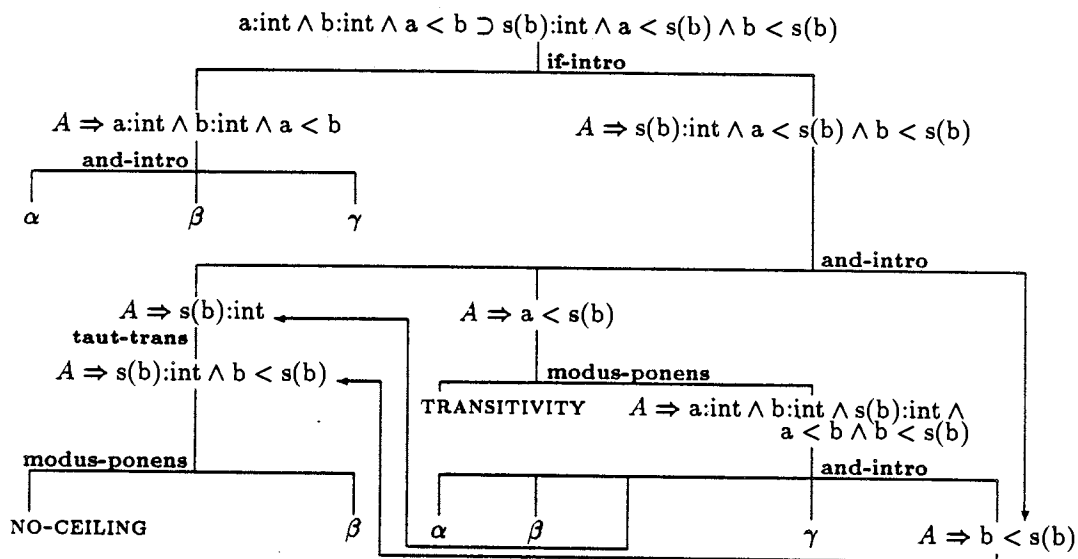 a:int ∧ b:int ∧ a < b ⊃ s(b):int ∧ a < s(b) ∧ b < s(b)
if-intro
A ⇒ a:int ∧ b:int ∧ a < b
A ⇒ s(b):int ∧ a < s(b) ∧ b < s(b)
and-intro
α β γ
and-intro
A ⇒ s(b):int
A ⇒ a < s(b)
taut-trans
A ⇒ s(b):int ∧ b < s(b)
modus-ponens
TRANSITIVITY
A ⇒ a:int ∧ b:int ∧ s(b):int ∧
a < b ∧ b < s(b)
modus-ponens
and-intro
NO-CEILING β α β γ A ⇒ b < s(b)